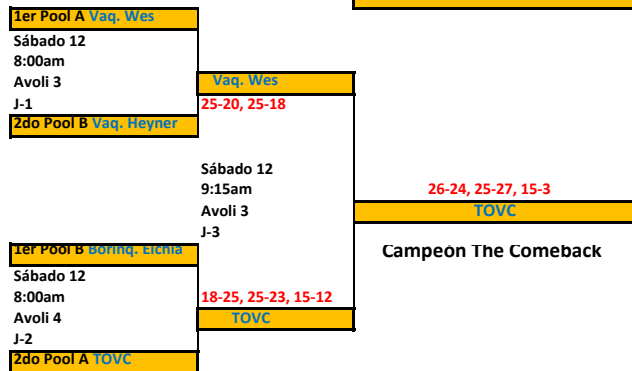 1er Pool A Vaq. Wes
Sábado 12
8:00am
Avoli 3
J-1
2do Pool B Vaq. Heyner
Vaq. Wes
25-20, 25-18
Sábado 12
9:15am
Avoli 3
J-3
26-24, 25-27, 15-3
TOVC
Campeón The Comeback
1er Pool B Borinq. Elchla
Sábado 12
8:00am
Avoli 4
J-2
2do Pool A TOVC
18-25, 25-23, 15-12
TOVC